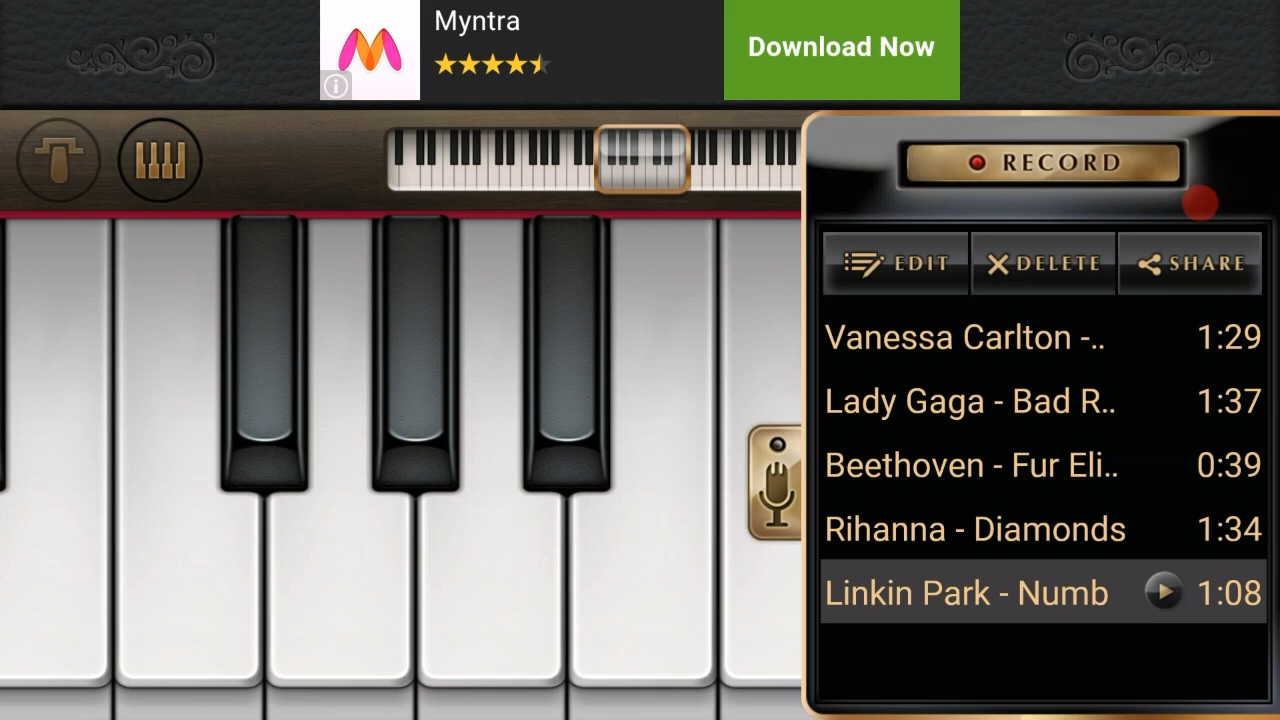 Myntra
Download Now
RECORD
EDIT
DELETE
SHARE
Vanessa Carlton -.. 1:29
Lady Gaga - Bad R.. 1:37
Beethoven - Fur Eli.. 0:39
Rihanna - Diamonds 1:34
Linkin Park - Numb 1:08